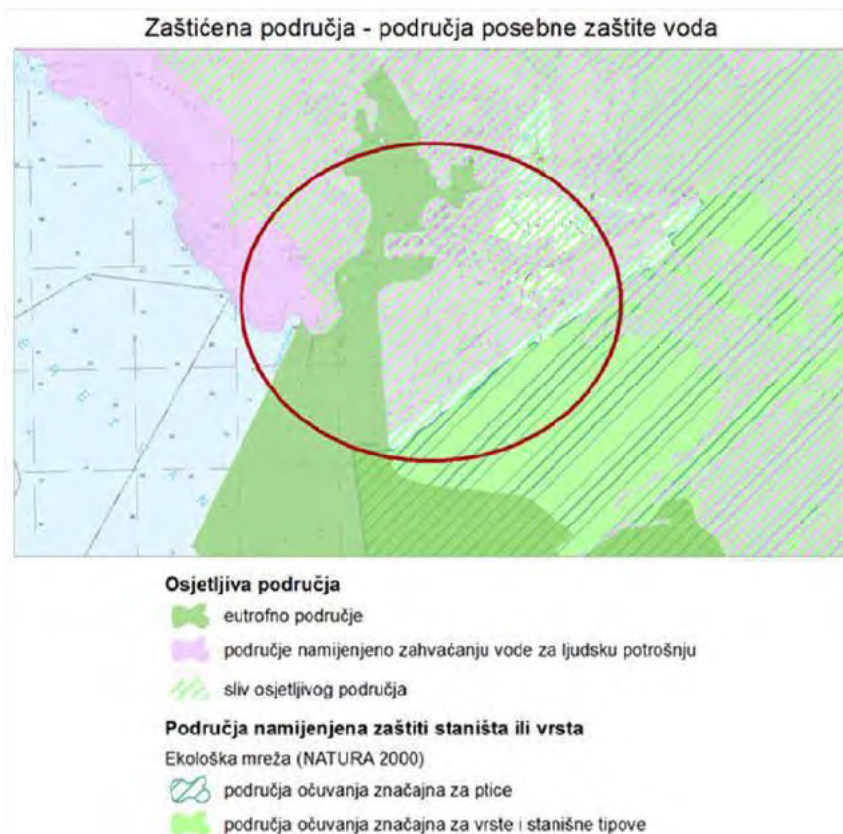 Zaštićena područja - područja posebne zaštite voda
Osjetljiva područja
eutrofno područje
područje namijenjeno zahvaćanju vode za ljudsku potrošnju
sliv osjetljivog područja
Područja namijenjena zaštiti staništa ili vrsta
Ekološka mreža (NATURA 2000)
područja očuvanja značajna za ptice
područja očuvanja značajna za vrste i stanišne tipove